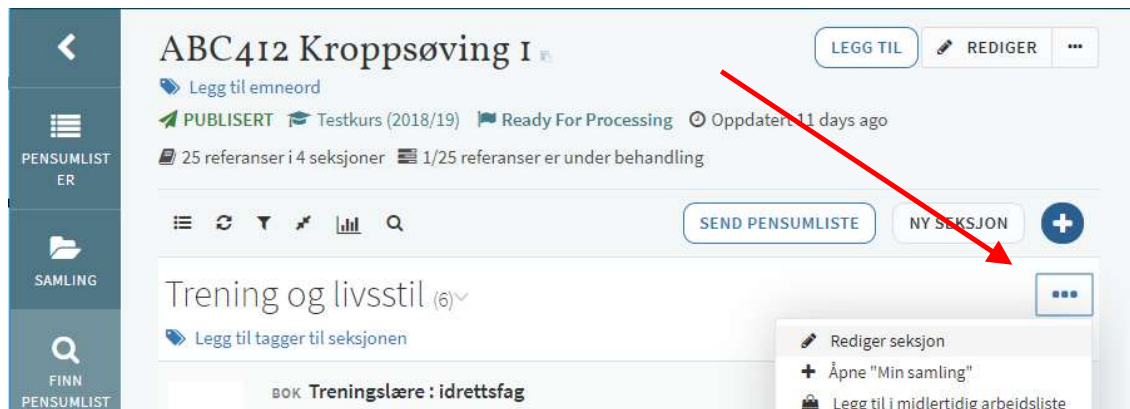 ABC412 Kroppsøving 1
LEGG TIL
REDIGER
Legg til emneord
PUBLISERT Testkurs (2018/19) Ready For Processing Oppdatert 11 days ago
25 referanser i 4 seksjoner 1/25 referanser er under behandling
PENSUMLIST
ER
SEND PENSUMLISTE
NY SEKSJON
SAMLING
Trening og livsstil (6)
Legg til tagger til seksjonen
Rediger seksjon
Åpne "Min samling"
Legg til i midlertidig arbeidsliste
FINN
PENSUMLIST
BOK Treningslære : idrettsfag